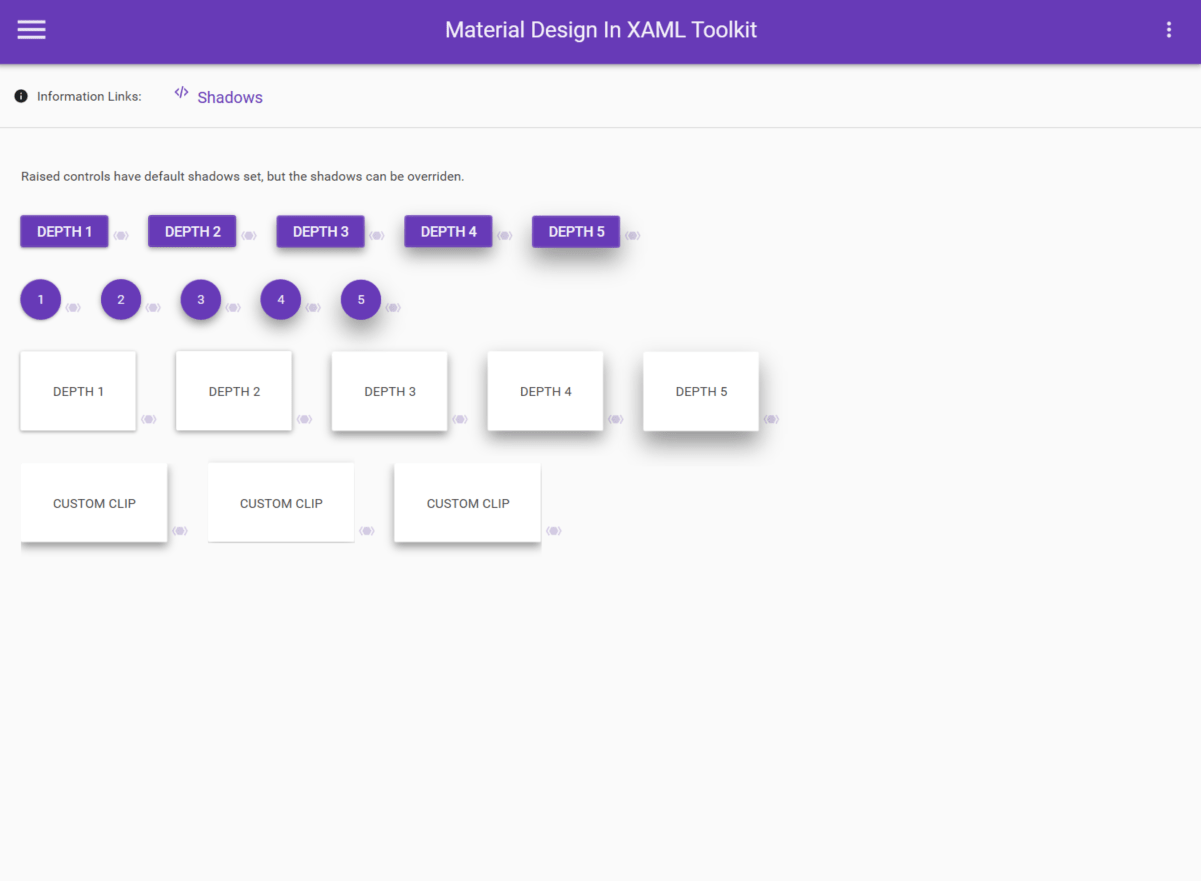 Material Design In XAML Toolkit
Information Links: Shadows
Raised controls have default shadows set, but the shadows can be overriden.
DEPTH 1 DEPTH 2 DEPTH 3 DEPTH 4 DEPTH 5
1 2 3 4 5
DEPTH 1 DEPTH 2 DEPTH 3 DEPTH 4 DEPTH 5
CUSTOM CLIP CUSTOM CLIP CUSTOM CLIP